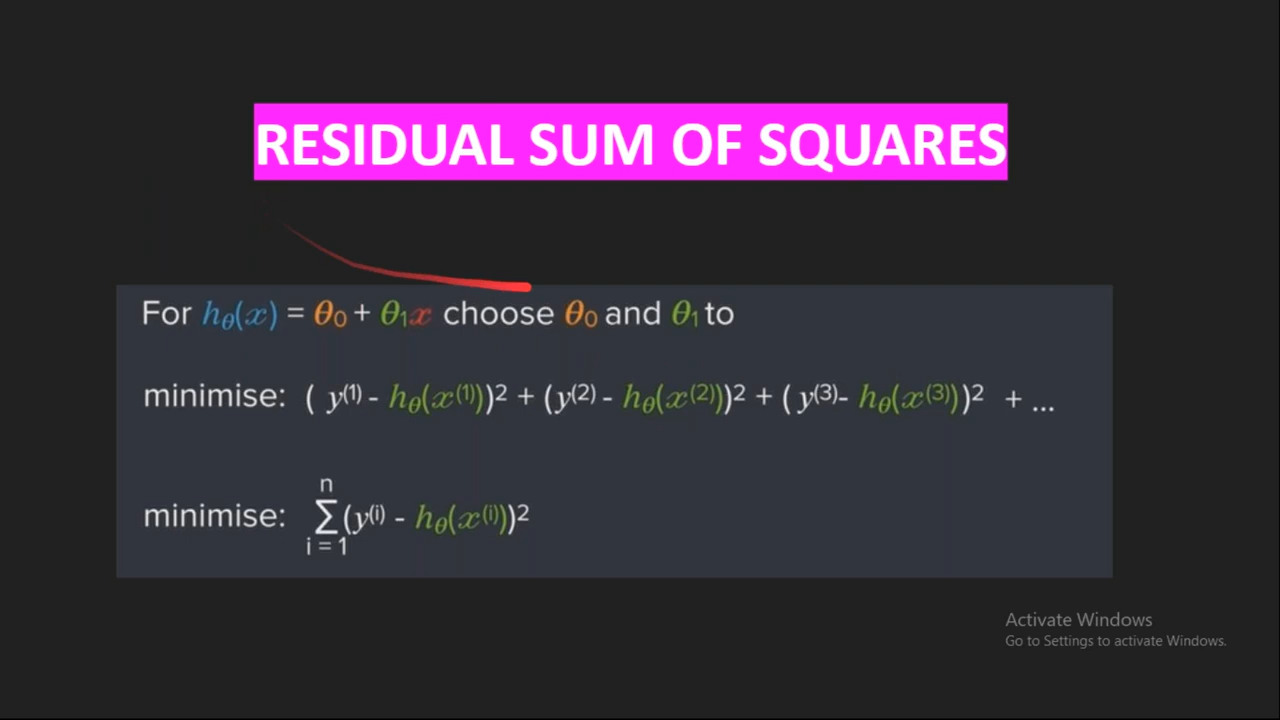 RESIDUAL SUM OF SQUARES
For hθ(x) = θ₀ + θ₁x choose θ₀ and θ₁ to
minimise: ( y⁽¹⁾ - hθ(x⁽¹⁾))² + (y⁽²⁾ - hθ(x⁽²⁾))² + ( y⁽³⁾- hθ(x⁽³⁾))² + ...
n
minimise: Σ(y⁽ⁱ⁾ - hθ(x⁽ⁱ⁾))²
i = 1
Activate Windows
Go to Settings to activate Windows.